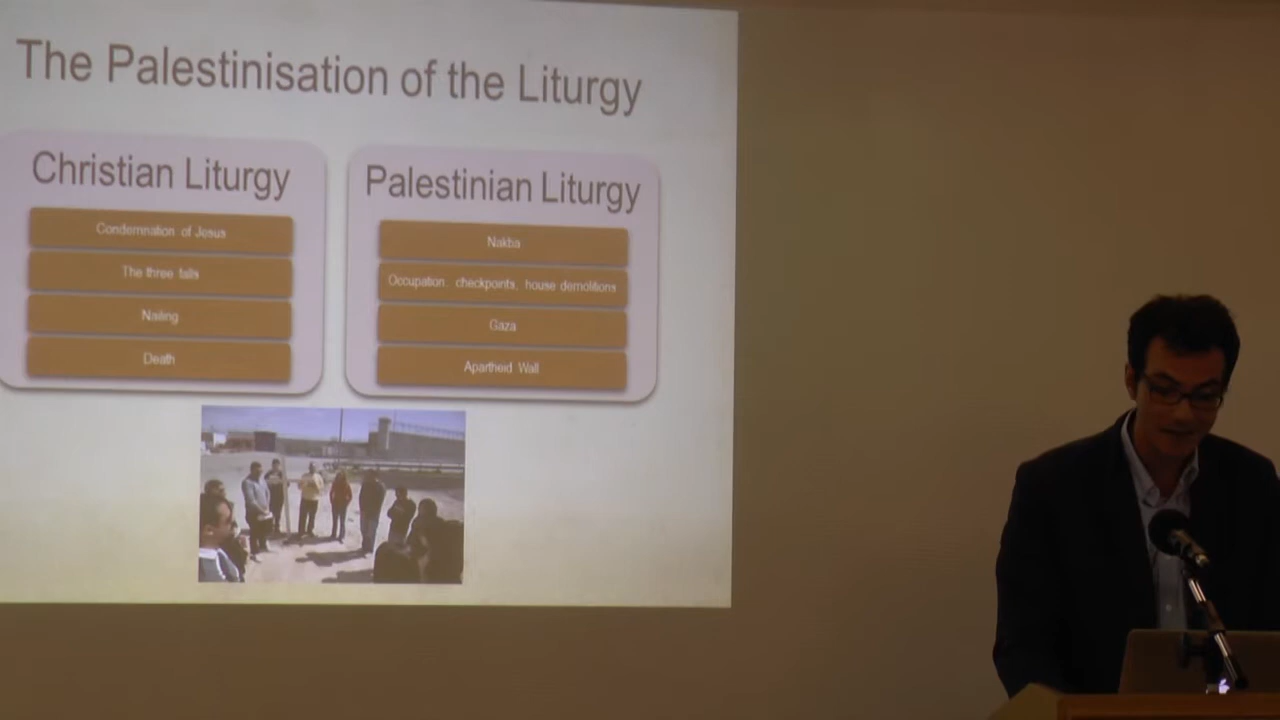 The Palestinisation of the Liturgy
Christian Liturgy
Condemnation of Jesus
The three falls
Nailing
Death
Palestinian Liturgy
Nakba
Occupation: checkpoints, house demolitions
Gaza
Apartheid Wall